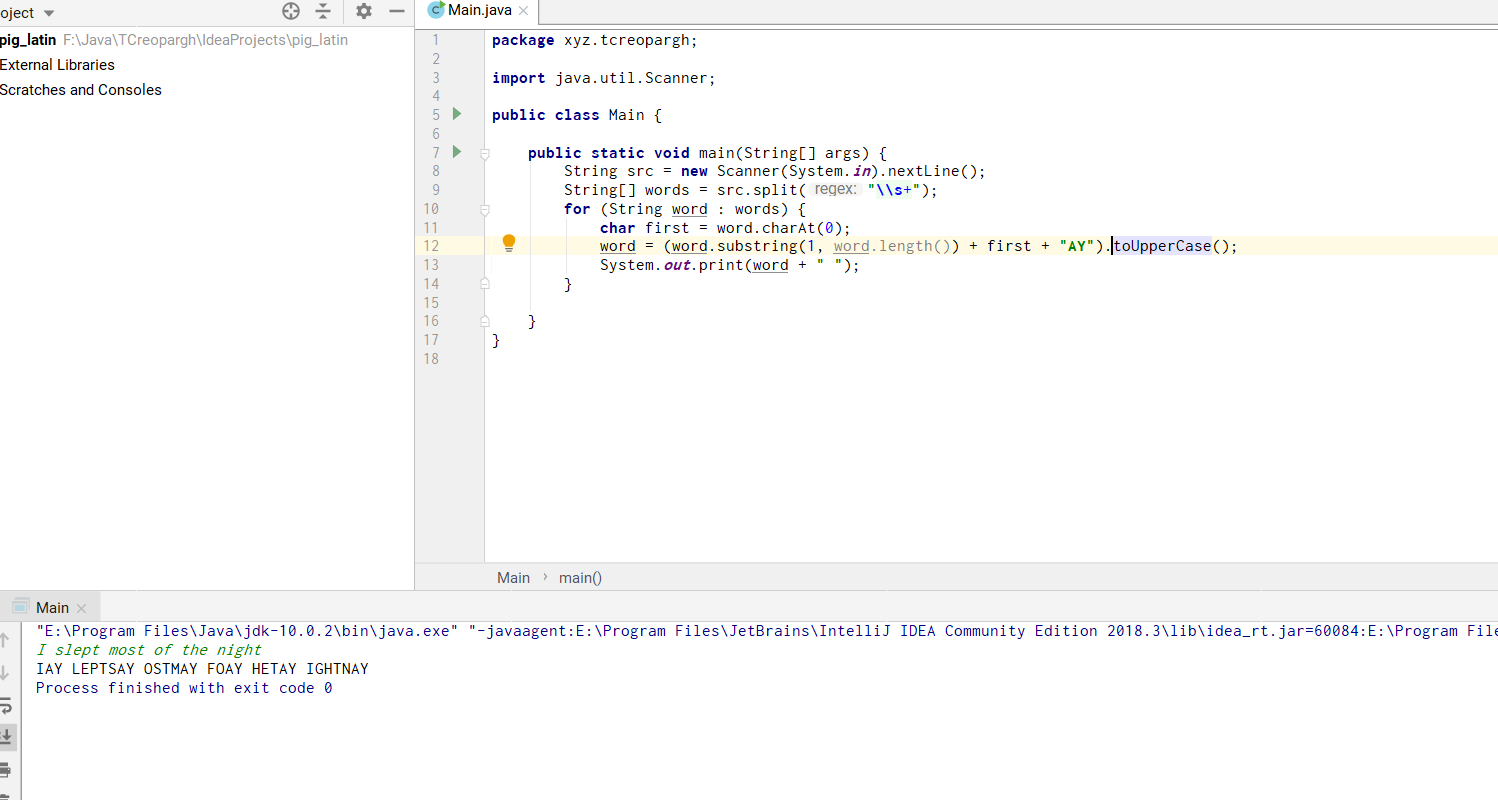 oject
Main.java
pig_latin F:\Java\TCreopargh\IdeaProjects\pig_latin
External Libraries
Scratches and Consoles
1 package xyz.tcreopargh;
2
3 import java.util.Scanner;
4
5 public class Main {
6
7 public static void main(String[] args) {
8 String src = new Scanner(System.in).nextLine();
9 String[] words = src.split( regex: "\\s+");
10 for (String word : words) {
11 char first = word.charAt(0);
12 word = (word.substring(1, word.length()) + first + "AY").toUpperCase();
13 System.out.print(word + " ");
14 }
15
16 }
17 }
18
Main › main()
Main
"E:\Program Files\Java\jdk-10.0.2\bin\java.exe" "-javaagent:E:\Program Files\JetBrains\IntelliJ IDEA Community Edition 2018.3\lib\idea_rt.jar=60084:E:\Program File
I slept most of the night
IAY LEPTSAY OSTMAY FOAY HETAY IGHTNAY
Process finished with exit code 0